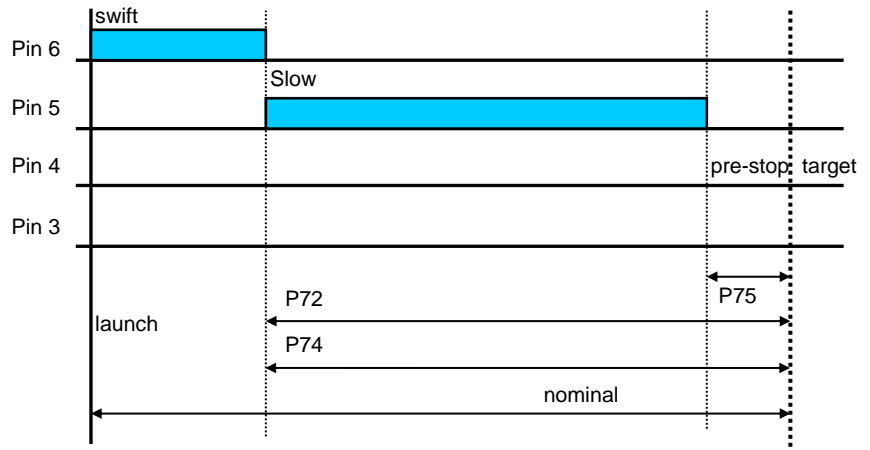 swift
Pin 6
Slow
Pin 5
Pin 4
pre-stop target
Pin 3
P72
P75
launch
P74
nominal